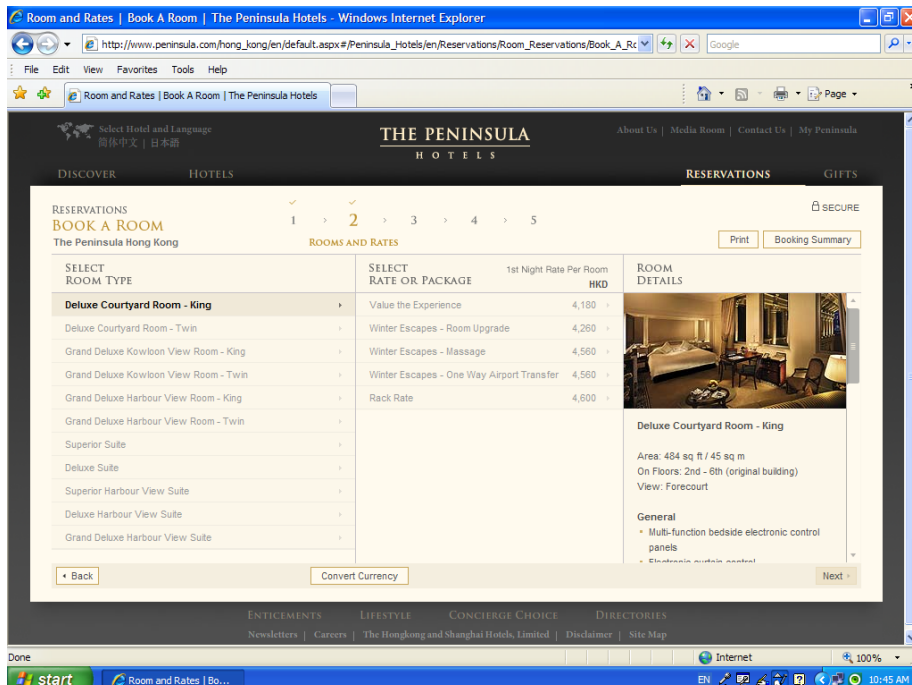 Room and Rates | Book A Room | The Peninsula Hotels - Windows Internet Explorer
http://www.peninsula.com/hong_kong/en/default.aspx#/Peninsula_Hotels/en/Reservations/Room_Reservations/Book_A_Rc
Google
File Edit View Favorites Tools Help
Room and Rates | Book A Room | The Peninsula Hotels
Page
Select Hotel and Language
简体中文 | 日本語
THE PENINSULA
HOTELS
About Us | Media Room | Contact Us | My Peninsula
DISCOVER HOTELS RESERVATIONS GIFTS
RESERVATIONS
BOOK A ROOM
The Peninsula Hong Kong
1 > 2 > 3 > 4 > 5
ROOMS AND RATES
SECURE
Print Booking Summary
SELECT
ROOM TYPE
SELECT
RATE OR PACKAGE
1st Night Rate Per Room
HKD
ROOM
DETAILS
Deluxe Courtyard Room - King
Deluxe Courtyard Room - Twin
Grand Deluxe Kowloon View Room - King
Grand Deluxe Kowloon View Room - Twin
Grand Deluxe Harbour View Room - King
Grand Deluxe Harbour View Room - Twin
Superior Suite
Deluxe Suite
Superior Harbour View Suite
Deluxe Harbour View Suite
Grand Deluxe Harbour View Suite
Value the Experience 4,180
Winter Escapes - Room Upgrade 4,260
Winter Escapes - Massage 4,560
Winter Escapes - One Way Airport Transfer 4,560
Rack Rate 4,600
Deluxe Courtyard Room - King
Area: 484 sq ft / 45 sq m
On Floors: 2nd - 6th (original building)
View: Forecourt
General
• Multi-function bedside electronic control
panels
• Electronic curtain control
Back
Convert Currency
Next
ENTICEMENTS LIFESTYLE CONCIERGE CHOICE DIRECTORIES
Newsletters | Careers | The Hongkong and Shanghai Hotels, Limited | Disclaimer | Site Map
Done
Internet
100%
start
Room and Rates | Bo...
EN
10:45 AM